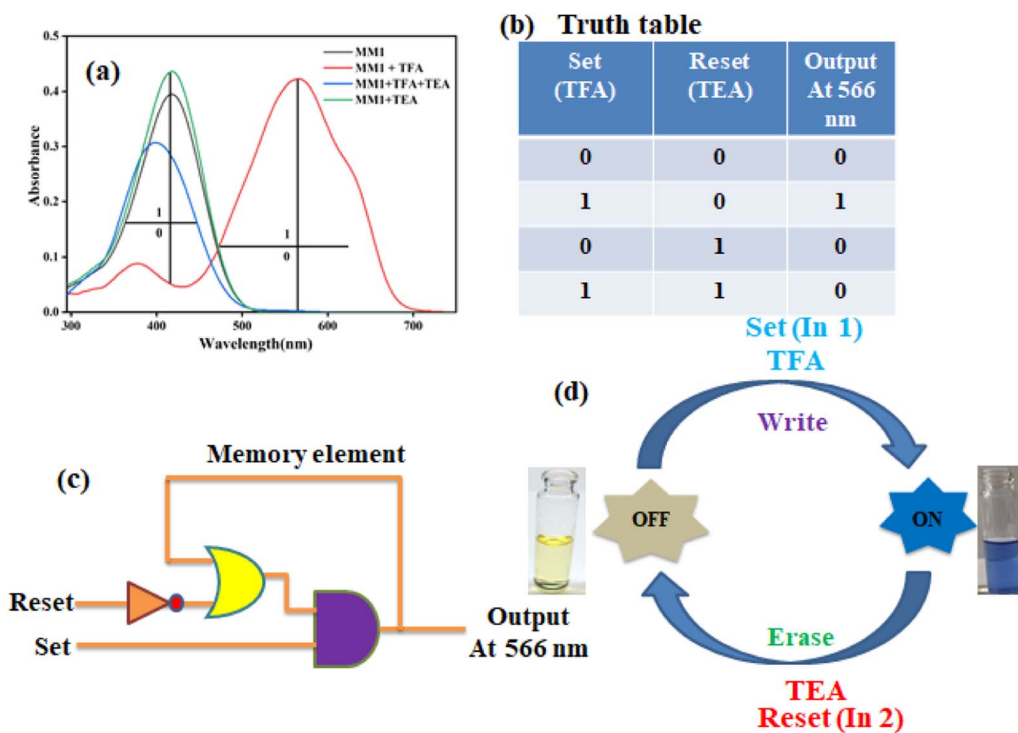 (a)
MM1
MM1 + TFA
MM1+TFA+TEA
MM1+TEA
0.5
0.4
0.3
0.2
0.1
0.0
Absorbance
1
0
1
0
300 400 500 600 700
Wavelength(nm)
(b) Truth table
Set (TFA) Reset (TEA) Output At 566 nm
0 0 0
1 0 1
0 1 0
1 1 0
(c)
Memory element
Reset
Set
Output
At 566 nm
(d)
Set (In 1)
TFA
Write
OFF
ON
Erase
TEA
Reset (In 2)